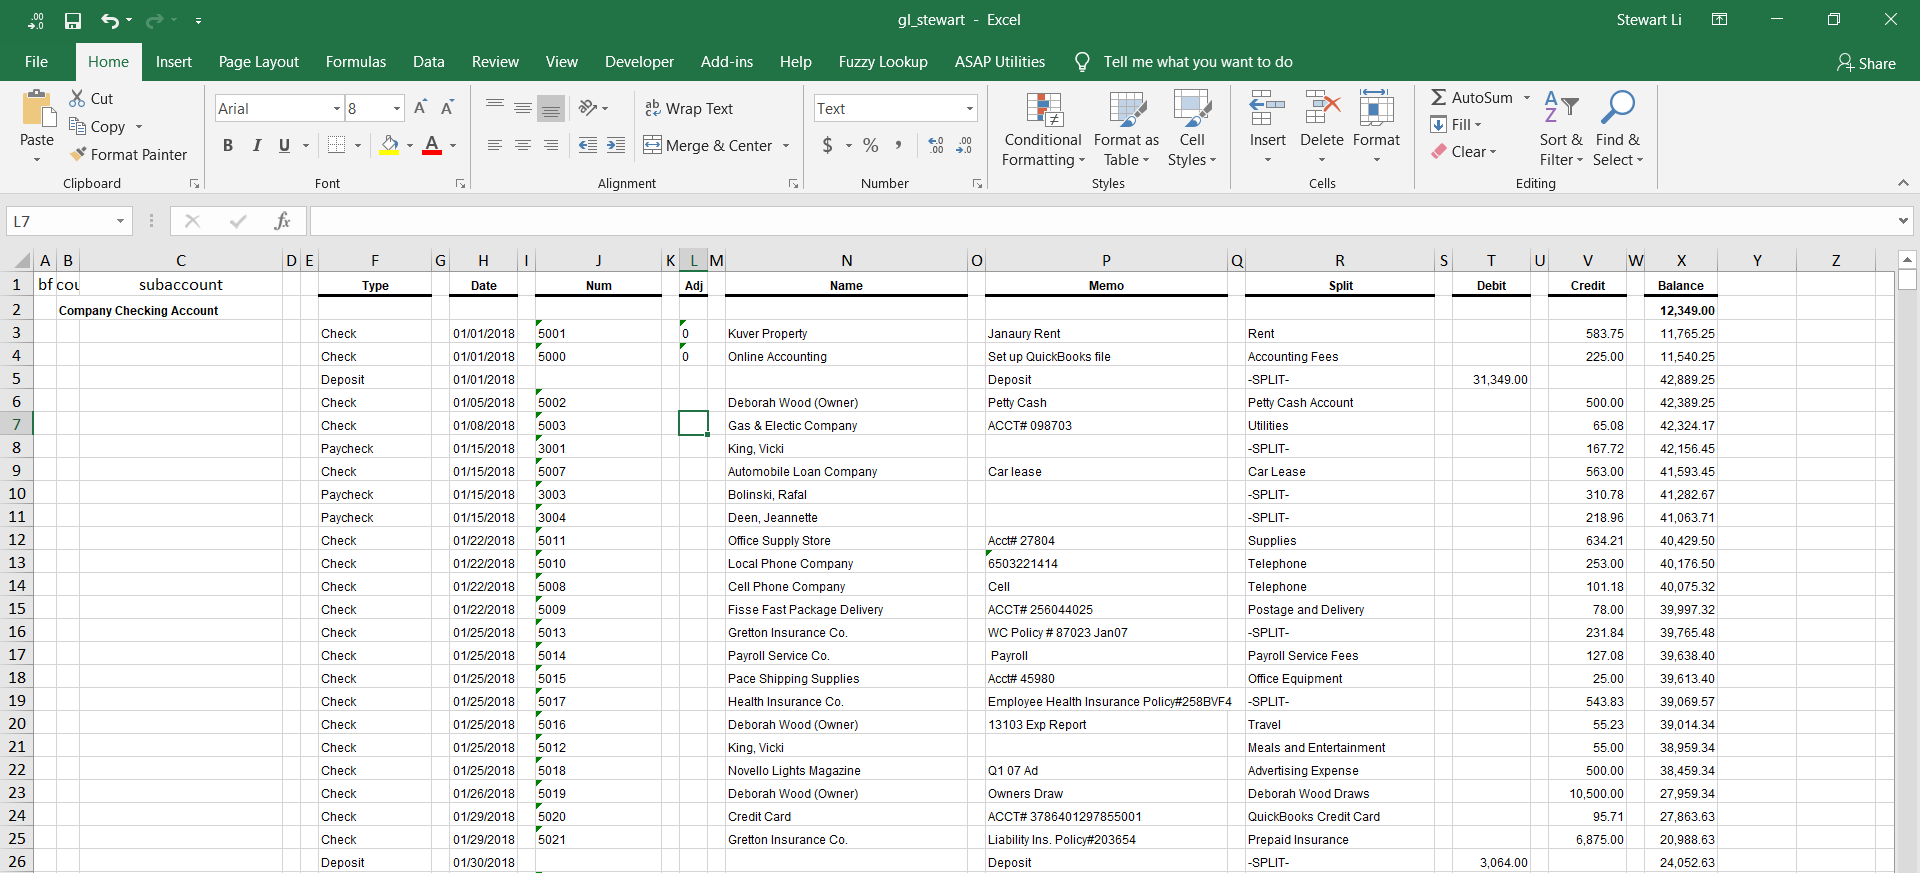 gl_stewart - Excel
Stewart Li
File Home Insert Page Layout Formulas Data Review View Developer Add-ins Help Fuzzy Lookup ASAP Utilities Tell me what you want to do Share
Paste Cut Copy Format Painter Clipboard
Arial 8 A A B I U A Font
ab Wrap Text Merge & Center Alignment
Text $ % , Number
Conditional Formatting Format as Table Cell Styles Styles
Insert Delete Format Cells
AutoSum Fill Clear Sort & Filter Find & Select Editing
L7 fx
A B C D E F G H I J K L M N O P Q R S T U V W X Y Z
1 bf cou subaccount Type Date Num Adj Name Memo Split Debit Credit Balance
2 Company Checking Account 12,349.00
3 Check 01/01/2018 5001 0 Kuver Property Janaury Rent Rent 583.75 11,765.25
4 Check 01/01/2018 5000 0 Online Accounting Set up QuickBooks file Accounting Fees 225.00 11,540.25
5 Deposit 01/01/2018 Deposit -SPLIT- 31,349.00 42,889.25
6 Check 01/05/2018 5002 Deborah Wood (Owner) Petty Cash Petty Cash Account 500.00 42,389.25
7 Check 01/08/2018 5003 Gas & Electic Company ACCT# 098703 Utilities 65.08 42,324.17
8 Paycheck 01/15/2018 3001 King, Vicki -SPLIT- 167.72 42,156.45
9 Check 01/15/2018 5007 Automobile Loan Company Car lease Car Lease 563.00 41,593.45
10 Paycheck 01/15/2018 3003 Bolinski, Rafal -SPLIT- 310.78 41,282.67
11 Paycheck 01/15/2018 3004 Deen, Jeannette -SPLIT- 218.96 41,063.71
12 Check 01/22/2018 5011 Office Supply Store Acct# 27804 Supplies 634.21 40,429.50
13 Check 01/22/2018 5010 Local Phone Company 6503221414 Telephone 253.00 40,176.50
14 Check 01/22/2018 5008 Cell Phone Company Cell Telephone 101.18 40,075.32
15 Check 01/22/2018 5009 Fisse Fast Package Delivery ACCT# 256044025 Postage and Delivery 78.00 39,997.32
16 Check 01/25/2018 5013 Gretton Insurance Co. WC Policy # 87023 Jan07 -SPLIT- 231.84 39,765.48
17 Check 01/25/2018 5014 Payroll Service Co. Payroll Payroll Service Fees 127.08 39,638.40
18 Check 01/25/2018 5015 Pace Shipping Supplies Acct# 45980 Office Equipment 25.00 39,613.40
19 Check 01/25/2018 5017 Health Insurance Co. Employee Health Insurance Policy#258BVF4 -SPLIT- 543.83 39,069.57
20 Check 01/25/2018 5016 Deborah Wood (Owner) 13103 Exp Report Travel 55.23 39,014.34
21 Check 01/25/2018 5012 King, Vicki Meals and Entertainment 55.00 38,959.34
22 Check 01/25/2018 5018 Novello Lights Magazine Q1 07 Ad Advertising Expense 500.00 38,459.34
23 Check 01/26/2018 5019 Deborah Wood (Owner) Owners Draw Deborah Wood Draws 10,500.00 27,959.34
24 Check 01/29/2018 5020 Credit Card ACCT# 3786401297855001 QuickBooks Credit Card 95.71 27,863.63
25 Check 01/29/2018 5021 Gretton Insurance Co. Liability Ins. Policy#203654 Prepaid Insurance 6,875.00 20,988.63
26 Deposit 01/30/2018 Deposit -SPLIT- 3,064.00 24,052.63